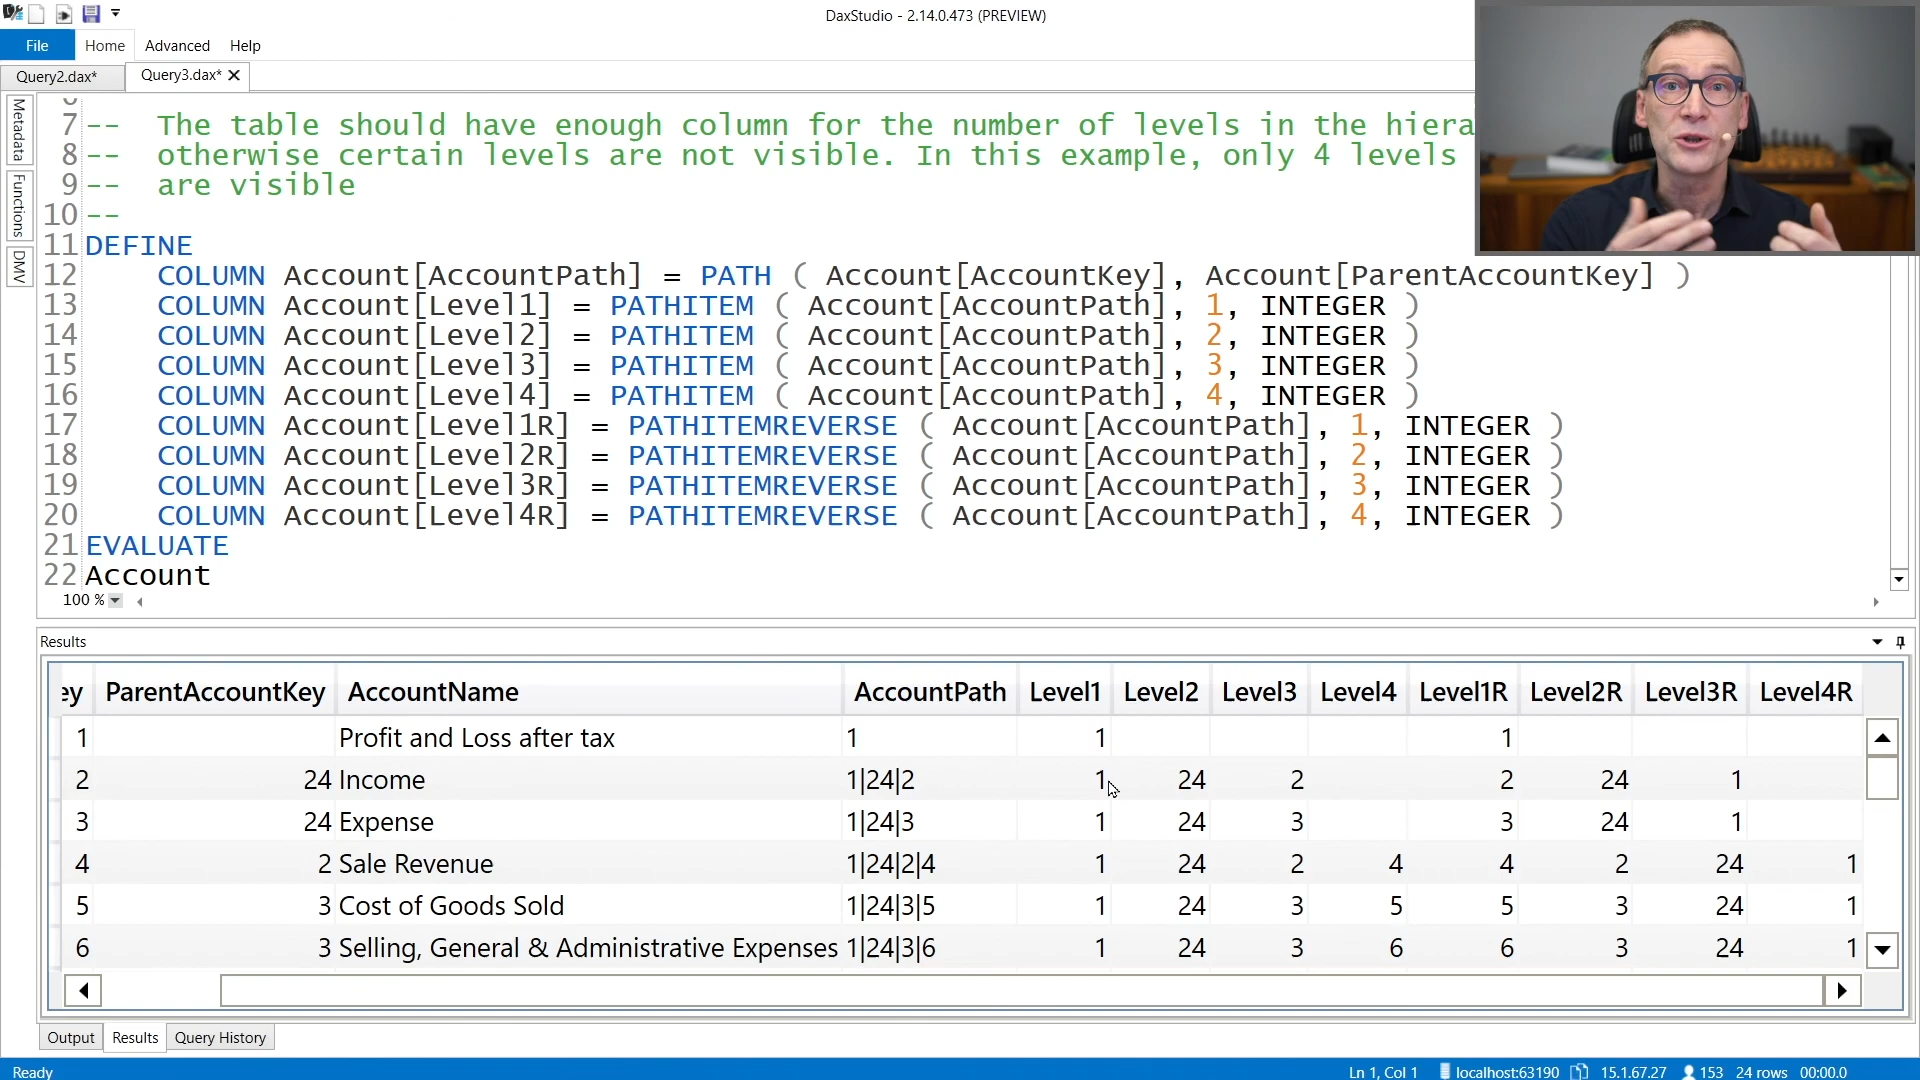 DaxStudio - 2.14.0.473 (PREVIEW)
File Home Advanced Help
Query2.dax* Query3.dax*
Metadata
Functions
DMV
7 -- The table should have enough column for the number of levels in the hiera
8 -- otherwise certain levels are not visible. In this example, only 4 levels
9 -- are visible
10 --
11 DEFINE
12 COLUMN Account[AccountPath] = PATH ( Account[AccountKey], Account[ParentAccountKey] )
13 COLUMN Account[Level1] = PATHITEM ( Account[AccountPath], 1, INTEGER )
14 COLUMN Account[Level2] = PATHITEM ( Account[AccountPath], 2, INTEGER )
15 COLUMN Account[Level3] = PATHITEM ( Account[AccountPath], 3, INTEGER )
16 COLUMN Account[Level4] = PATHITEM ( Account[AccountPath], 4, INTEGER )
17 COLUMN Account[Level1R] = PATHITEMREVERSE ( Account[AccountPath], 1, INTEGER )
18 COLUMN Account[Level2R] = PATHITEMREVERSE ( Account[AccountPath], 2, INTEGER )
19 COLUMN Account[Level3R] = PATHITEMREVERSE ( Account[AccountPath], 3, INTEGER )
20 COLUMN Account[Level4R] = PATHITEMREVERSE ( Account[AccountPath], 4, INTEGER )
21 EVALUATE
22 Account
100 %
Results
ey ParentAccountKey AccountName AccountPath Level1 Level2 Level3 Level4 Level1R Level2R Level3R Level4R
1 Profit and Loss after tax 1 1 1
2 24 Income 1|24|2 1 24 2 2 24 1
3 24 Expense 1|24|3 1 24 3 3 24 1
4 2 Sale Revenue 1|24|2|4 1 24 2 4 4 2 24 1
5 3 Cost of Goods Sold 1|24|3|5 1 24 3 5 5 3 24 1
6 3 Selling, General & Administrative Expenses 1|24|3|6 1 24 3 6 6 3 24 1
Output Results Query History
Ready Ln 1, Col 1 localhost:63190 15.1.67.27 153 24 rows 00:00.0